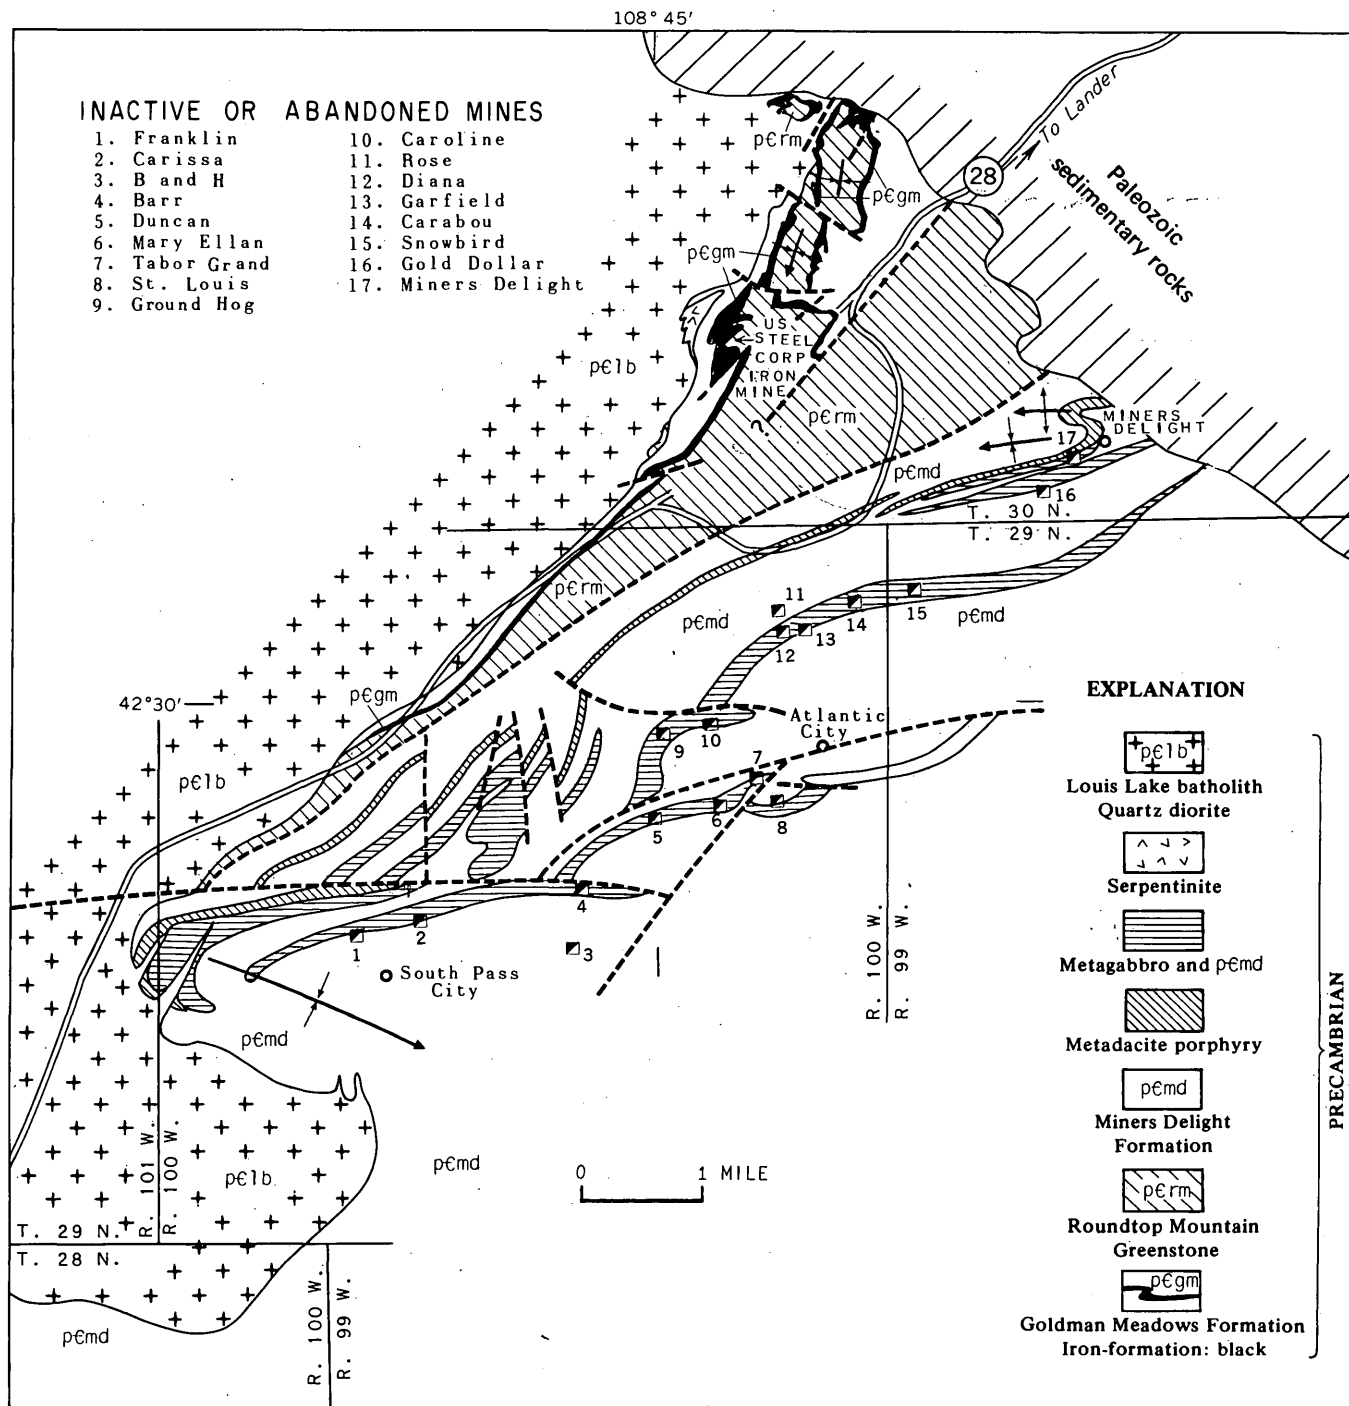 108° 45′
INACTIVE OR ABANDONED MINES
1. Franklin
2. Carissa
3. B and H
4. Barr
5. Duncan
6. Mary Ellan
7. Tabor Grand
8. St. Louis
9. Ground Hog
10. Caroline
11. Rose
12. Diana
13. Garfield
14. Carabou
15. Snowbird
16. Gold Dollar
17. Miners Delight
To Lander
28
Paleozoic
sedimentary rocks
p€rm
p€gm
p€gm
US
STEEL
CORP
IRON
MINE
p€lb
?
p€rm
MINERS
DELIGHT
17
p€md
16
T. 30 N.
T. 29 N.
p€rm
11
p€md
14
15
p€md
13
12
p€gm
42°30′
Atlantic
City
9
10
p€lb
7
5
6
8
4
R. 100 W.
R. 99 W.
1
2
3
South Pass
City
p€md
R. 101 W.
R. 100 W.
p€lb
p€md
0 1 MILE
T. 29 N.
T. 28 N.
R. 100 W.
R. 99 W.
p€md
EXPLANATION
p€lb
Louis Lake batholith
Quartz diorite
Serpentinite
Metagabbro and p€md
Metadacite porphyry
p€md
Miners Delight
Formation
p€rm
Roundtop Mountain
Greenstone
p€gm
Goldman Meadows Formation
Iron-formation: black
PRECAMBRIAN